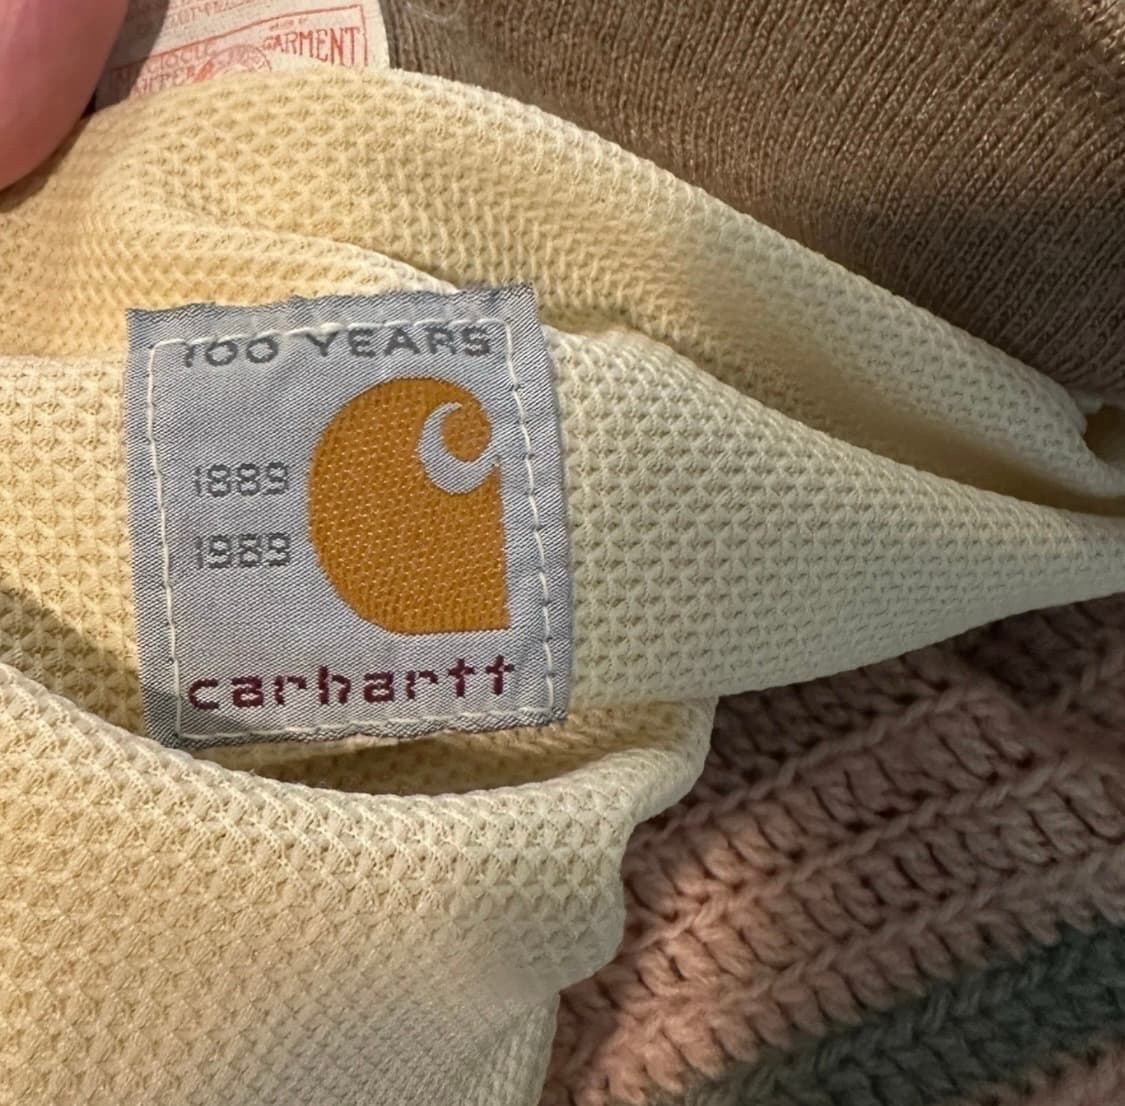 GARMENT
100 YEARS
1889
1989
carhartt